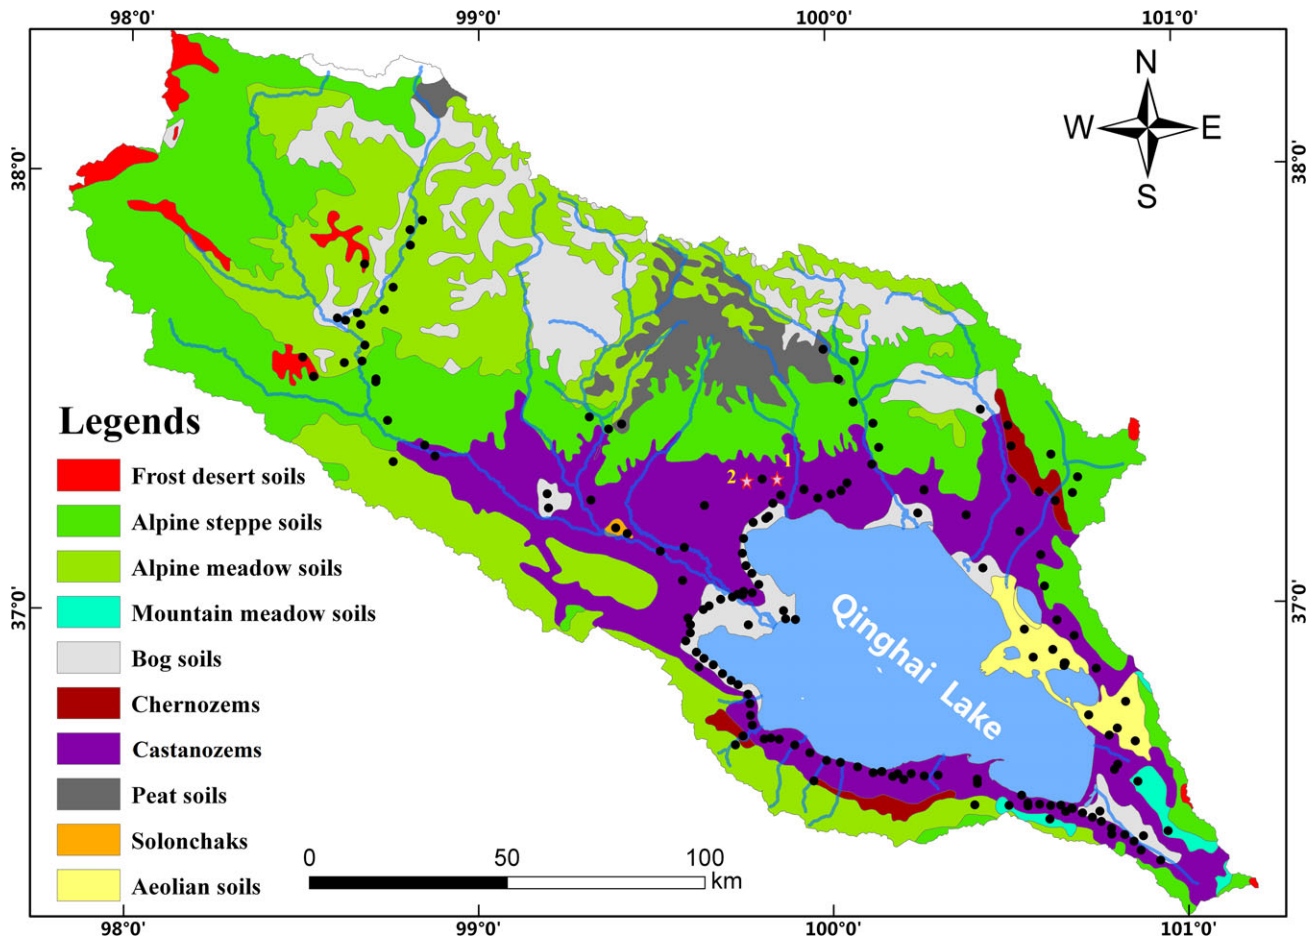 98°0' 99°0' 100°0' 101°0'
N
W E
S
38°0' 38°0'
1
2
Legends
Frost desert soils
Alpine steppe soils
Alpine meadow soils
Mountain meadow soils
Bog soils
Chernozems
Castanozems
Peat soils
Solonchaks
Aeolian soils
37°0' 37°0'
Qinghai Lake
0 50 100
km
98°0' 99°0' 100°0' 101°0'